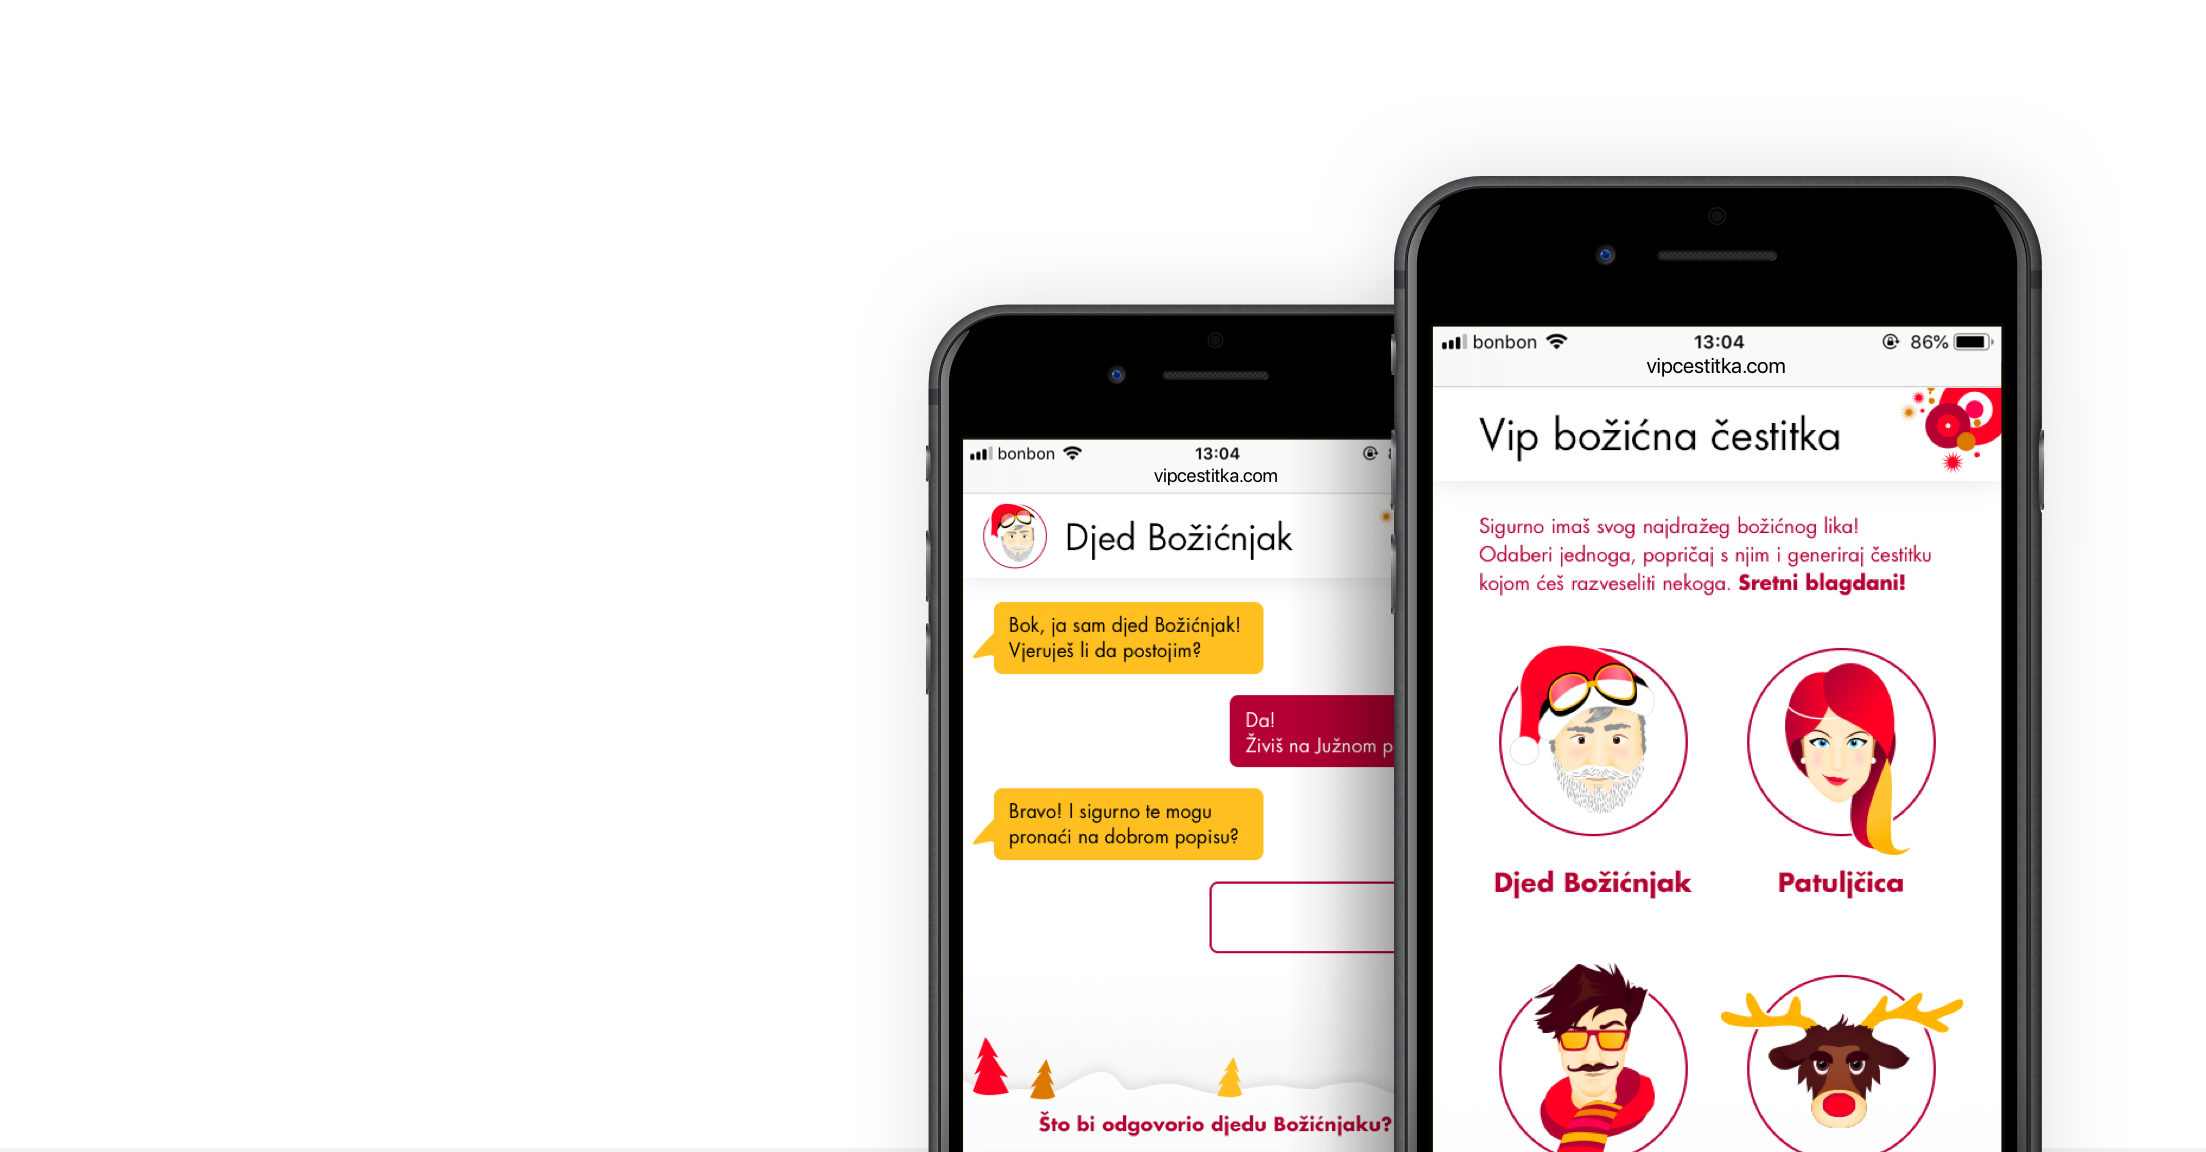 bonbon 13:04
vipcestitka.com
Djed Božićnjak
Bok, ja sam djed Božićnjak!
Vjeruješ li da postojim?
Da!
Živiš na Južnom
Bravo! I sigurno te mogu
pronaći na dobrom popisu?
Što bi odgovorio djedu Božićnjaku?
bonbon 13:04 86%
vipcestitka.com
Vip božićna čestitka
Sigurno imaš svog najdražeg božićnog lika!
Odaberi jednoga, popričaj s njim i generiraj čestitku
kojom ćeš razveseliti nekoga. Sretni blagdani!
Djed Božićnjak
Patuljčica